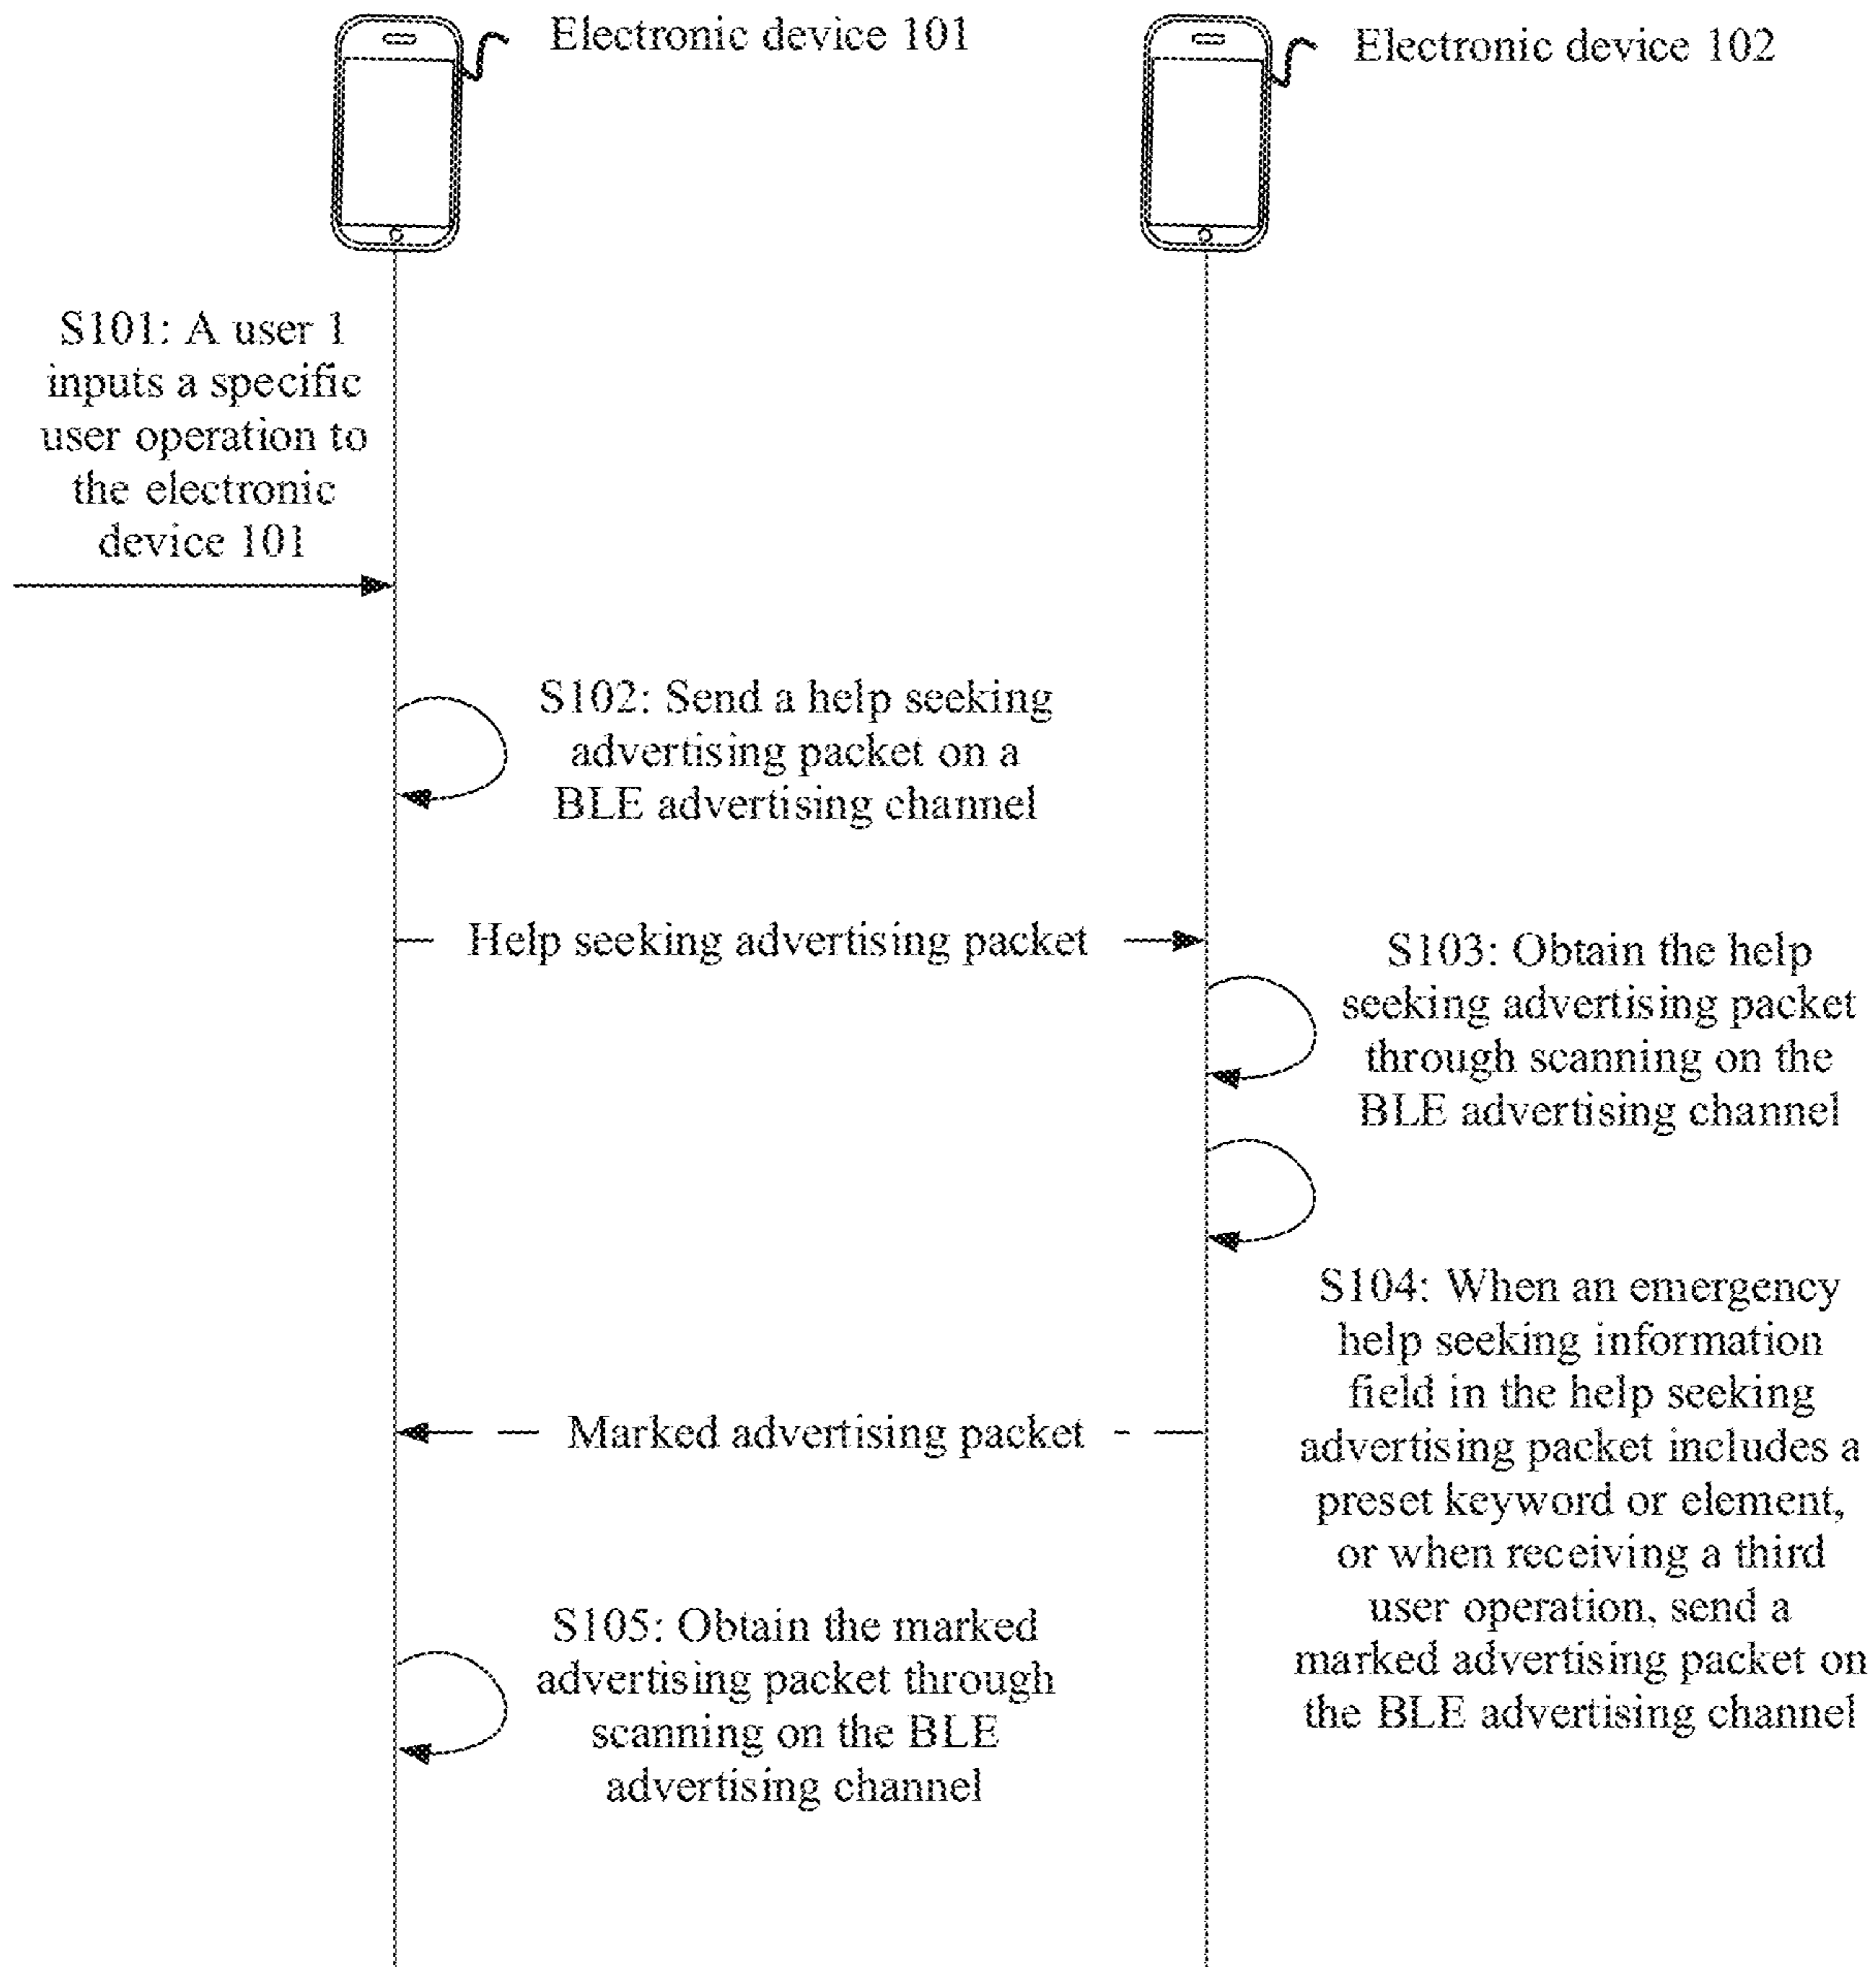 Electronic device 101
Electronic device 102
S101: A user 1
inputs a specific
user operation to
the electronic
device 101
S102: Send a help seeking
advertising packet on a
BLE advertising channel
Help seeking advertising packet
S103: Obtain the help
seeking advertising packet
through scanning on the
BLE advertising channel
S104: When an emergency
help seeking information
field in the help seeking
advertising packet includes a
preset keyword or element,
or when receiving a third
user operation, send a
marked advertising packet on
the BLE advertising channel
Marked advertising packet
S105: Obtain the marked
advertising packet through
scanning on the BLE
advertising channel